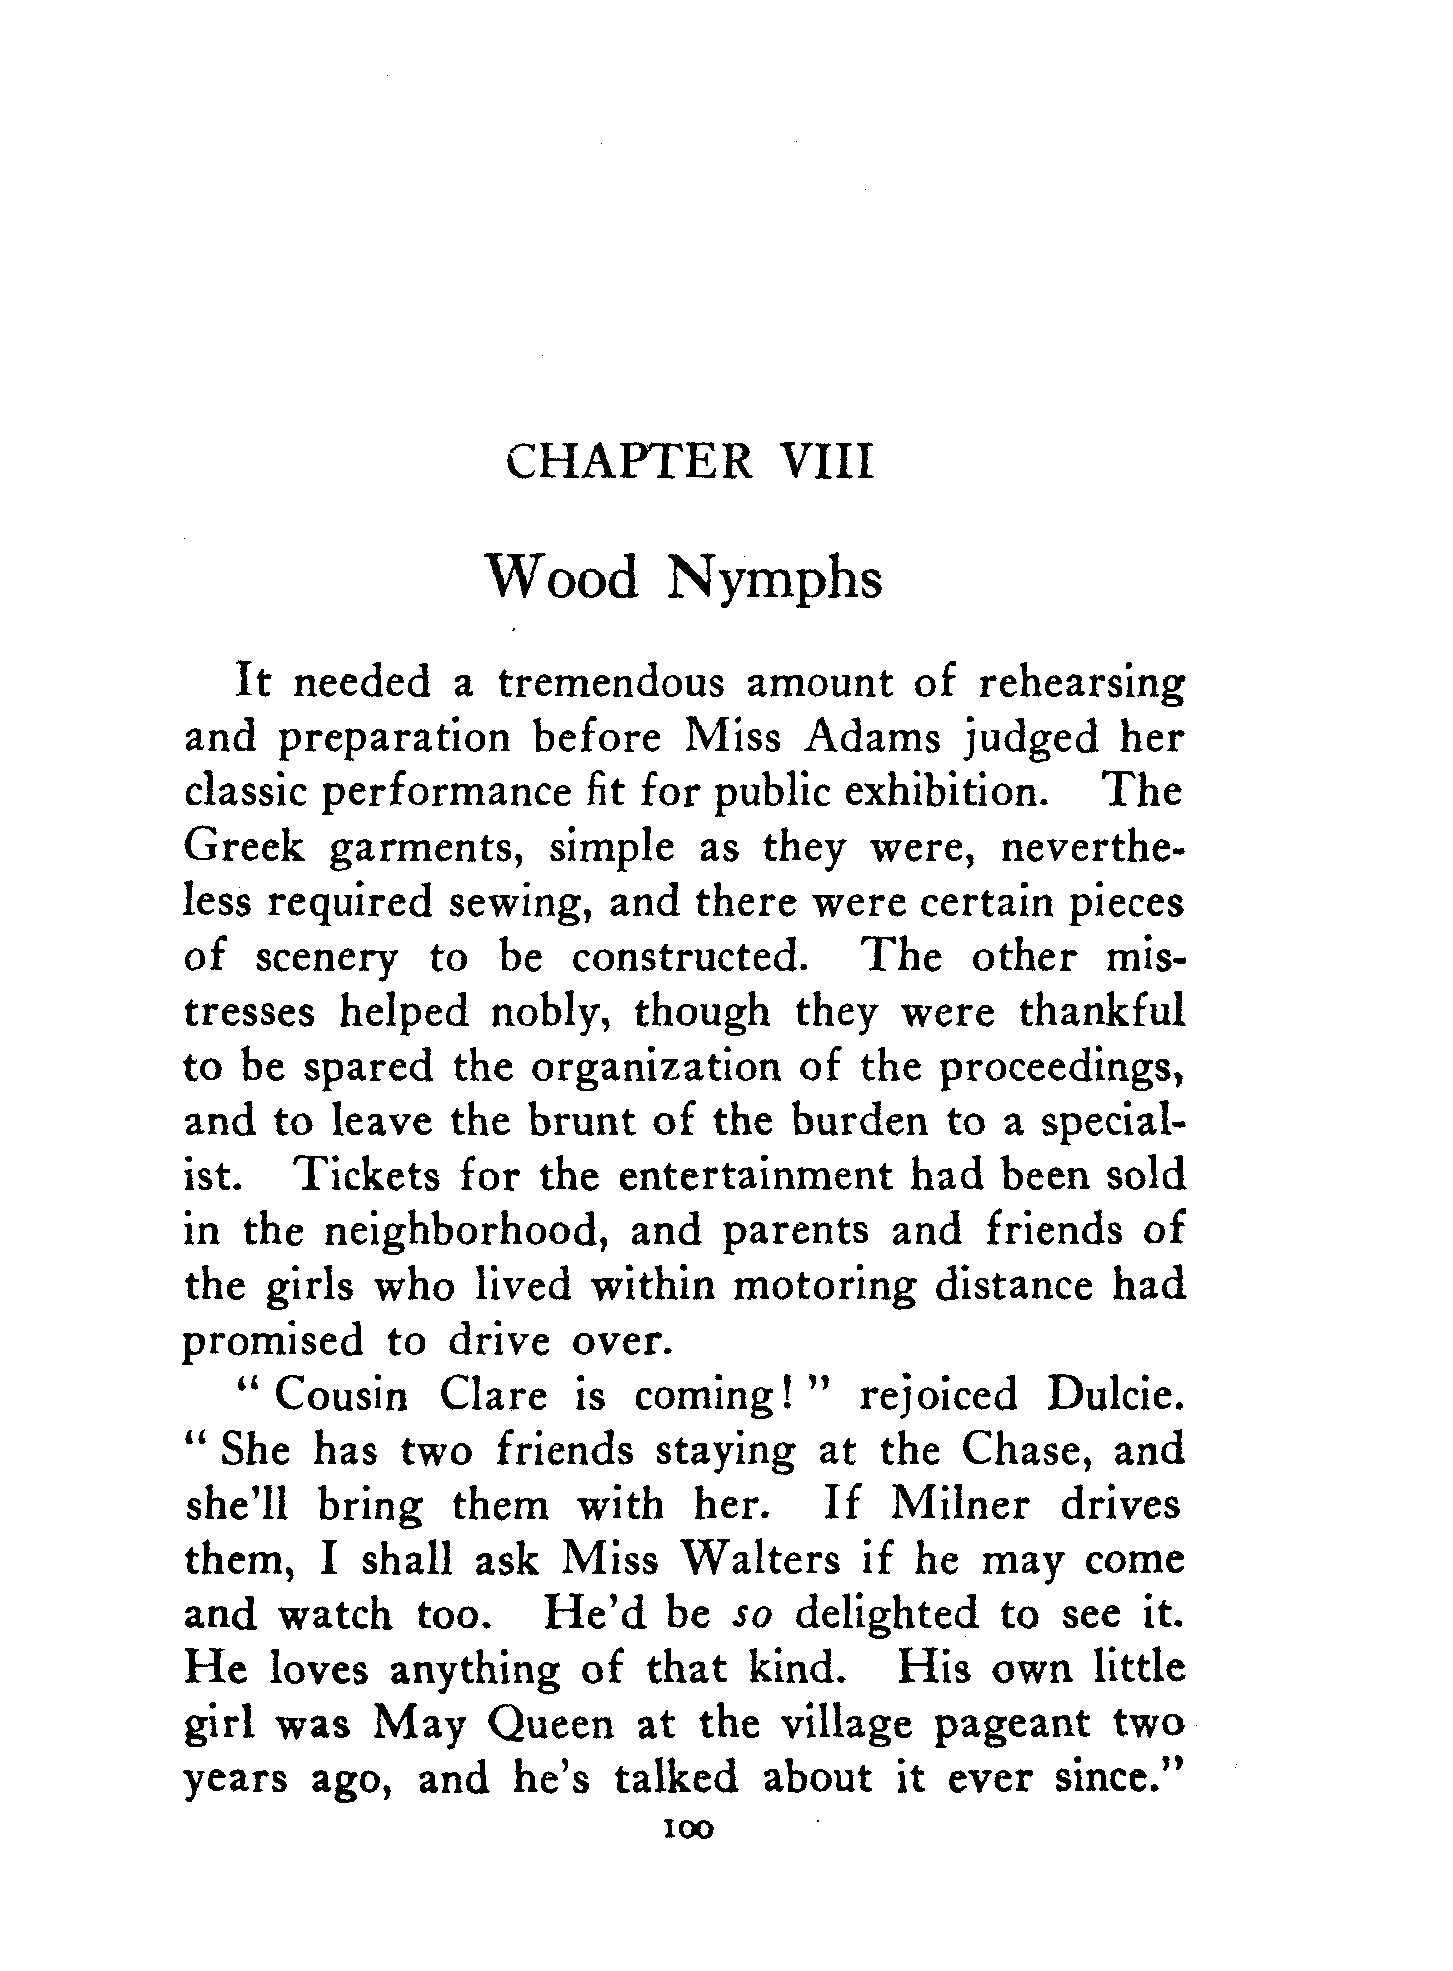 CHAPTER VIII
Wood Nymphs
It needed a tremendous amount of rehearsing
and preparation before Miss Adams judged her
classic performance fit for public exhibition. The
Greek garments, simple as they were, neverthe-
less required sewing, and there were certain pieces
of scenery to be constructed. The other mis-
tresses helped nobly, though they were thankful
to be spared the organization of the proceedings,
and to leave the brunt of the burden to a special-
ist. Tickets for the entertainment had been sold
in the neighborhood, and parents and friends of
the girls who lived within motoring distance had
promised to drive over.
“ Cousin Clare is coming! ” rejoiced Dulcie.
“ She has two friends staying at the Chase, and
she’ll bring them with her. If Milner drives
them, I shall ask Miss Walters if he may come
and watch too. He’d be so delighted to see it.
He loves anything of that kind. His own little
girl was May Queen at the village pageant two
years ago, and he’s talked about it ever since.”
100